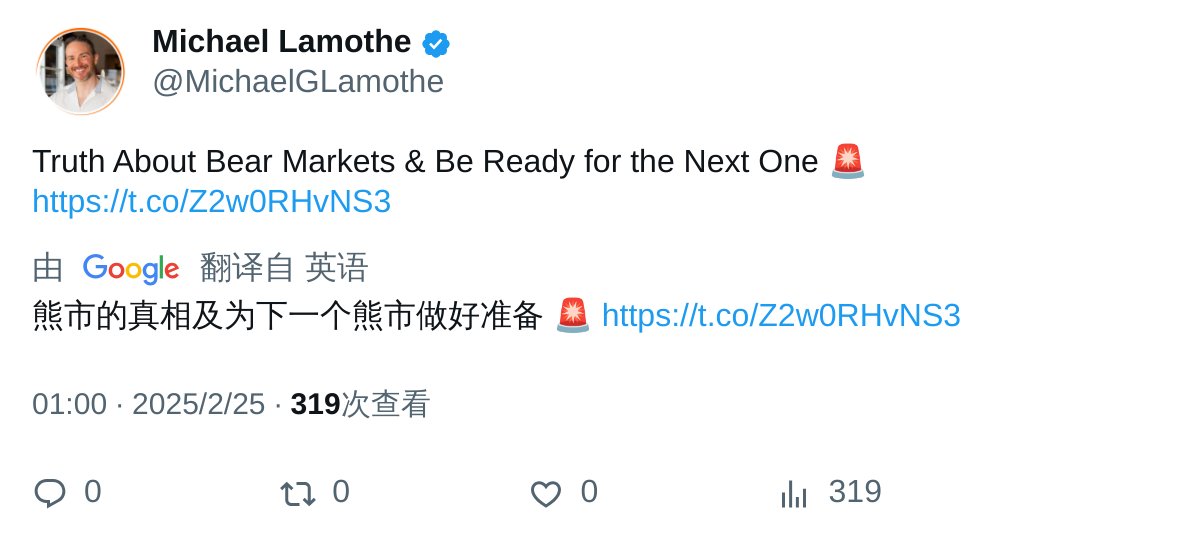 Michael Lamothe
@MichaelGLamothe
Truth About Bear Markets & Be Ready for the Next One 🚨
https://t.co/Z2w0RHvNS3
由 Google 翻译自 英语
熊市的真相及为下一个熊市做好准备 🚨 https://t.co/Z2w0RHvNS3
01:00 · 2025/2/25 · 319次查看
0 0 0 319